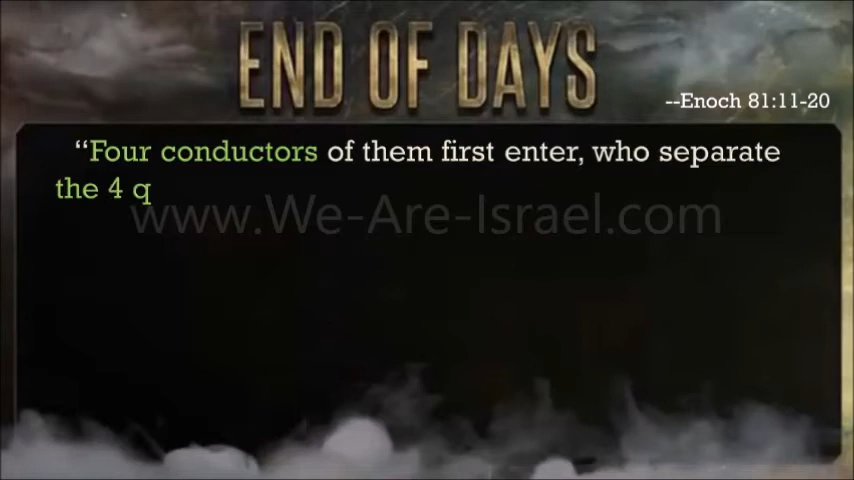 END OF DAYS
--Enoch 81:11-20
“Four conductors of them first enter, who separate
the 4 q
www.We-Are-Israel.com